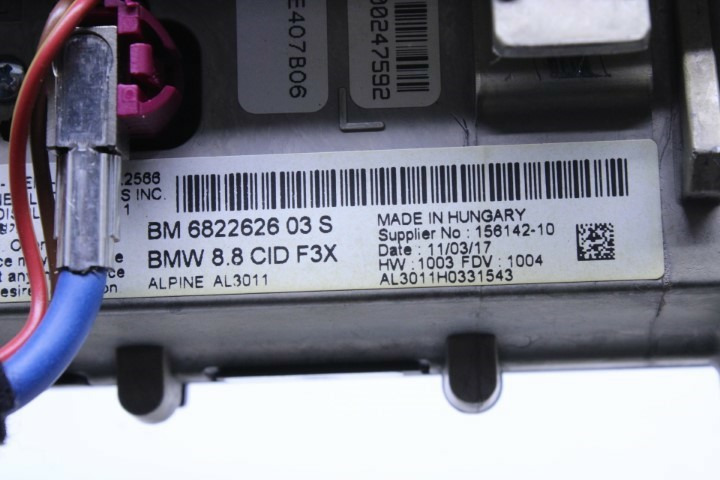 E407B06
00247592
L
2566
S INC.
1
BM 6822626 03 S
BMW 8.8 CID F3X
ALPINE AL3011
MADE IN HUNGARY
Supplier No : 156142-10
Date : 11/03/17
HW : 1003 FDV : 1004
AL3011H0331543